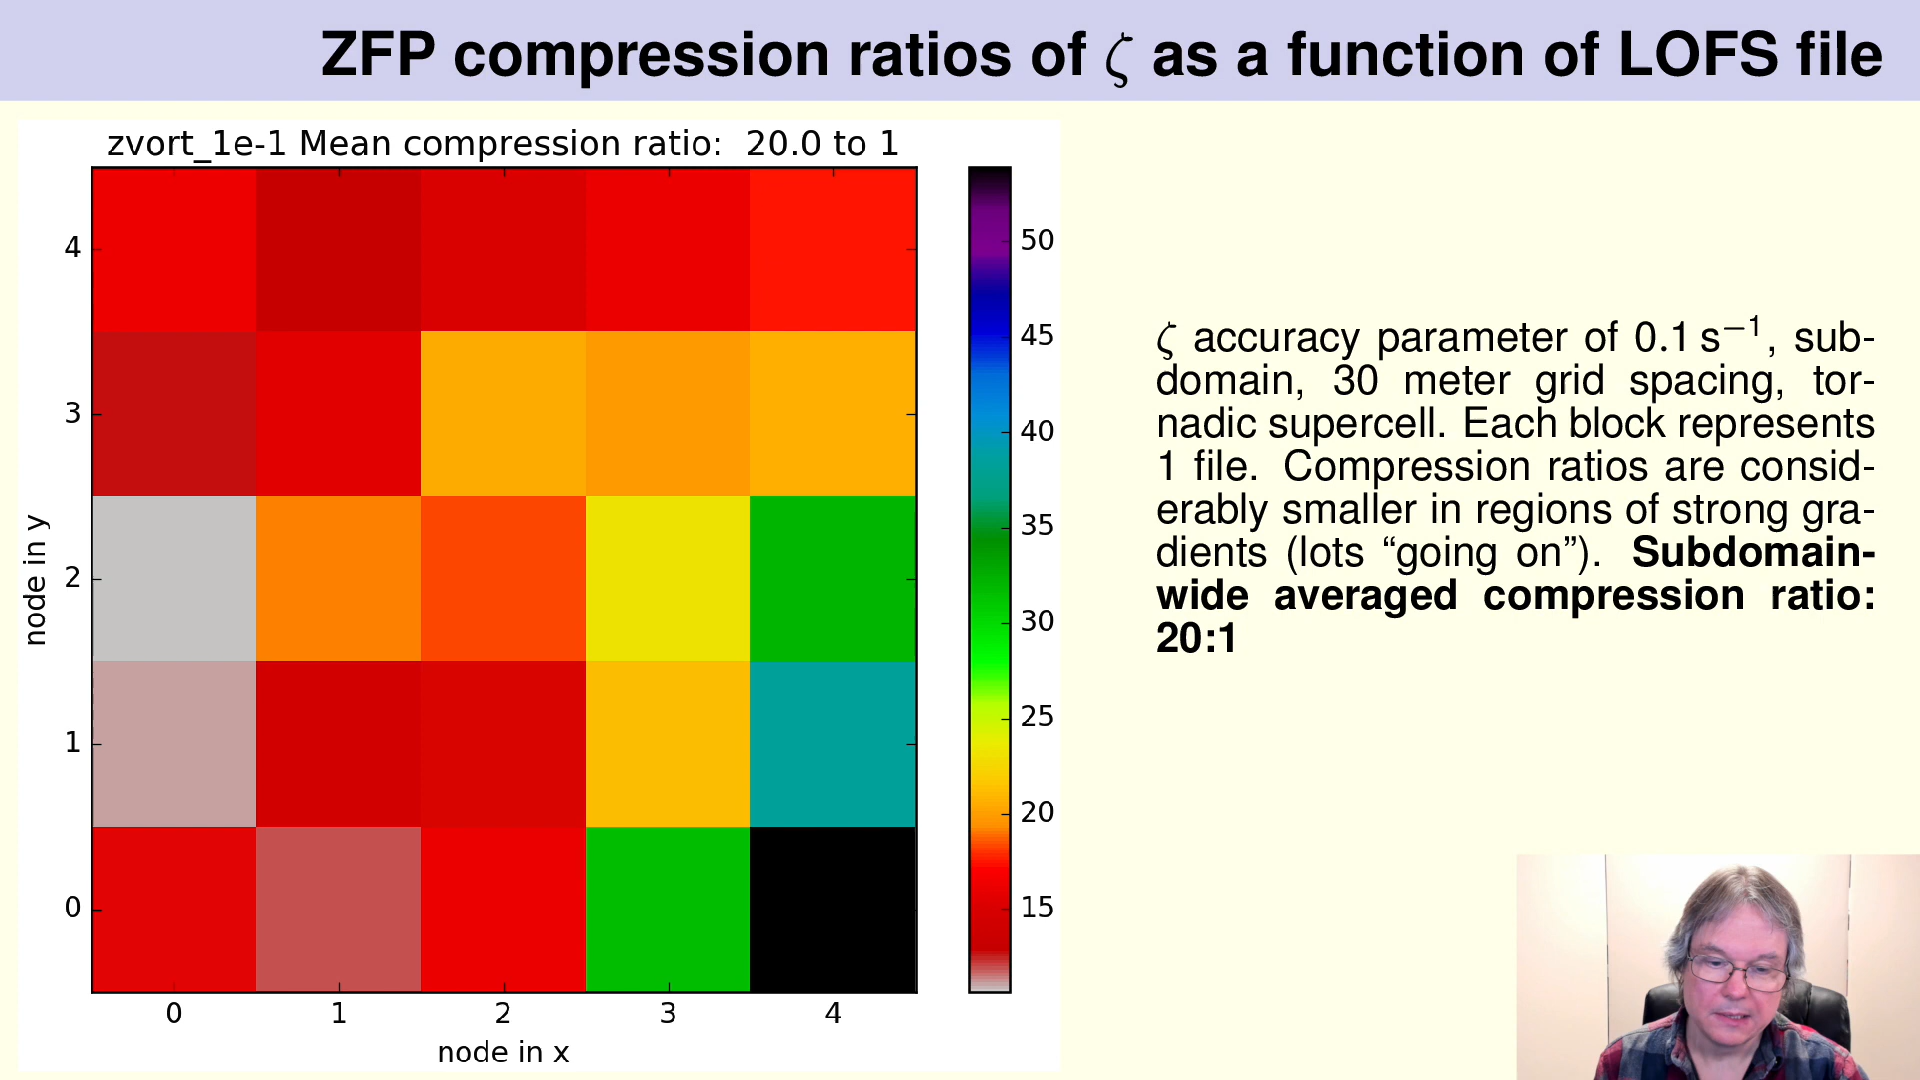 ZFP compression ratios of ζ as a function of LOFS file
zvort_1e-1 Mean compression ratio:  20.0 to 1
4
3
2
1
0
node in y
0 1 2 3 4
node in x
50
45
40
35
30
25
20
15
ζ accuracy parameter of 0.1 s⁻¹, sub-
domain, 30 meter grid spacing, tor-
nadic supercell. Each block represents
1 file. Compression ratios are consid-
erably smaller in regions of strong gra-
dients (lots “going on”). Subdomain-
wide averaged compression ratio:
20:1